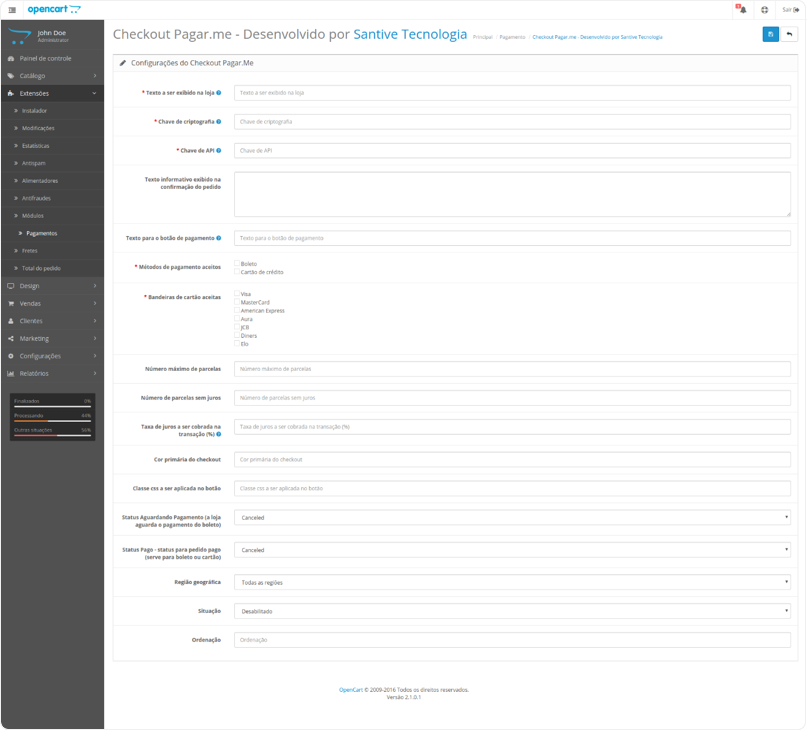 opencart
5
Sair
John Doe
Administrator
Painel de controle
Catálogo
Extensões
Instalador
Modificações
Estatísticas
Antispam
Alimentadores
Antifraudes
Módulos
Pagamentos
Fretes
Total do pedido
Design
Vendas
Clientes
Marketing
Configurações
Relatórios
Finalizados 0%
Processando 44%
Outras situações
Checkout Pagar.me - Desenvolvido por Santive Tecnologia
Principal / Pagamento / Checkout Pagar.me - Desenvolvido por Santive Tecnologia
Configurações do Checkout Pagar.Me
* Texto a ser exibido na loja
Texto a ser exibido na loja
* Chave de criptografia
Chave de criptografia
* Chave de API
Chave de API
Texto informativo exibido na
confirmação do pedido
Texto para o botão de pagamento
Texto para o botão de pagamento
* Métodos de pagamento aceitos
Boleto
Cartão de crédito
* Bandeiras de cartão aceitas
Visa
MasterCard
American Express
Aura
JCB
Diners
Elo
Número máximo de parcelas
Número máximo de parcelas
Número de parcelas sem juros
Número de parcelas sem juros
Taxa de juros a ser cobrada na
transação (%)
Taxa de juros a ser cobrada na transação (%)
Cor primária do checkout
Cor primária do checkout
Classe css a ser aplicada no botão
Classe css a ser aplicada no botão
Status Aguardando Pagamento (a loja
aguarda o pagamento do boleto)
Canceled
Status Pago - status para pedido pago
(serve para boleto ou cartão)
Canceled
Região geográfica
Todas as regiões
Situação
Desabilitado
Ordenação
Ordenação
OpenCart © 2009-2016 Todos os direitos reservados.
Versão 2.1.0.1